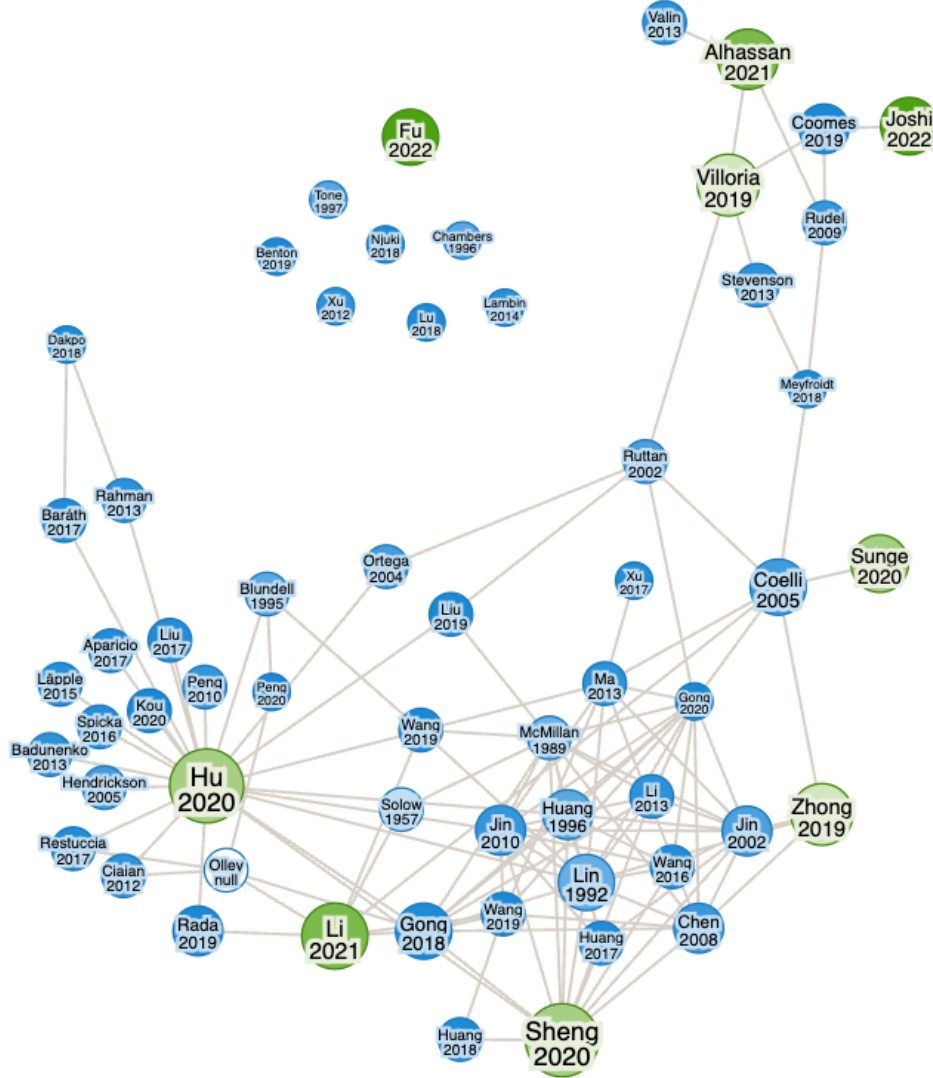 Valin
2013
Alhassan
2021
Fu
2022
Coomes
2019
Joshi
2022
Villoria
2019
Tone
1997
Rudel
2009
Benton
2019
Njuki
2018
Chambers
1996
Stevenson
2013
Xu
2012
Lu
2018
Lambin
2014
Dakpo
2018
Meyfroidt
2018
Ruttan
2002
Baráth
2017
Rahman
2013
Ortega
2004
Blundell
1995
Xu
2017
Coelli
2005
Sunge
2020
Liu
2019
Aparicio
2017
Liu
2017
Läpple
2015
Peng
2010
Peng
2020
Ma
2013
Gong
2020
Kou
2020
Spicka
2016
Wang
2019
McMillan
1989
Badunenko
2013
Hendrickson
2005
Hu
2020
Solow
1957
Jin
2010
Huang
1996
Li
2013
Jin
2002
Zhong
2019
Restuccia
2017
Ciaian
2012
Olley
null
Lin
1992
Wang
2016
Rada
2019
Li
2021
Gong
2018
Wang
2019
Huang
2017
Chen
2008
Huang
2018
Sheng
2020